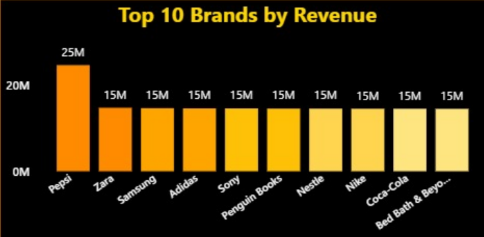 Top 10 Brands by Revenue
25M
20M
15M 15M 15M 15M 15M 15M 15M 15M 15M
0M
Pepsi Zara Samsung Adidas Sony Penguin Books Nestle Nike Coca-Cola Bed Bath & Beyo...